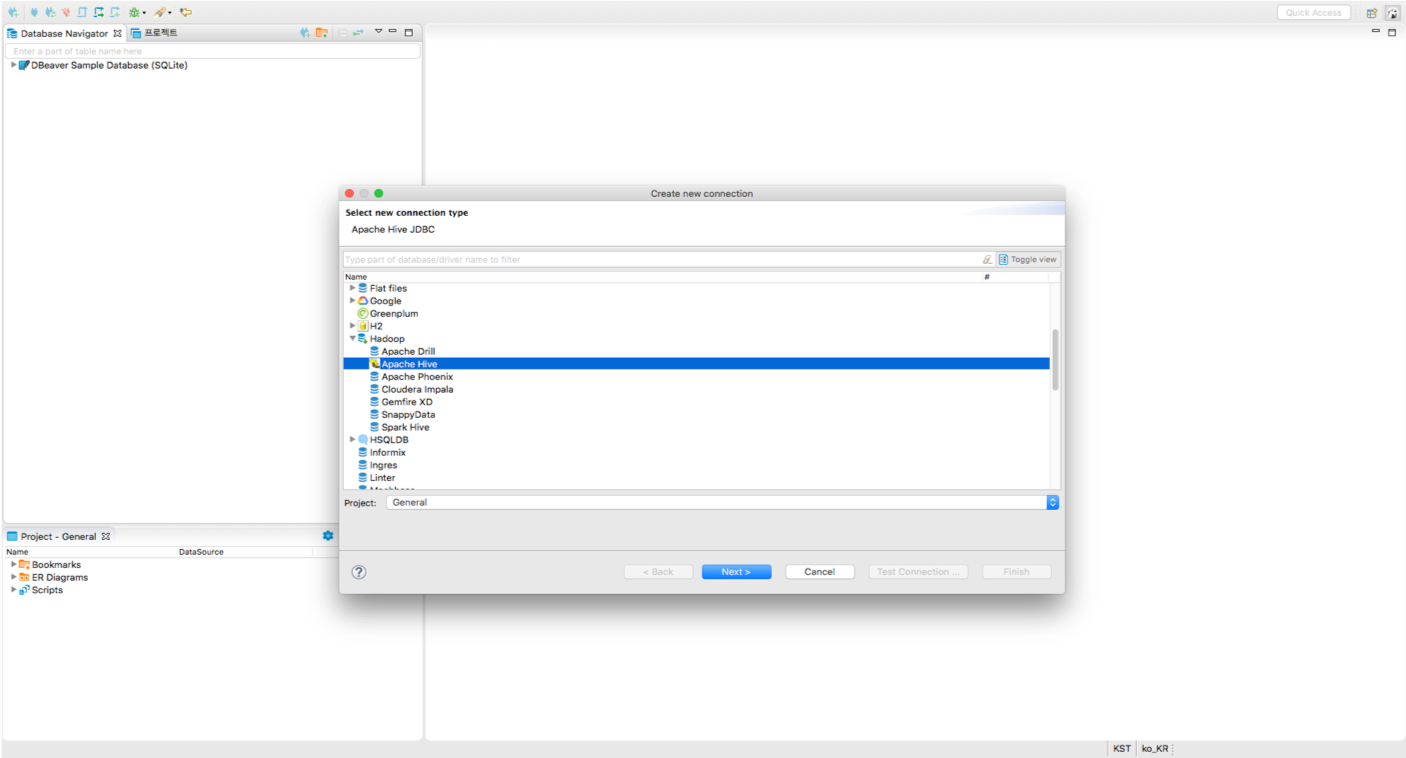 Quick Access
Database Navigator 프로젝트
Enter a part of table name here
DBeaver Sample Database (SQLite)
Create new connection
Select new connection type
Apache Hive JDBC
Type part of database/driver name to filter
Toggle view
Name #
Flat files
Google
Greenplum
H2
Hadoop
Apache Drill
Apache Hive
Apache Phoenix
Cloudera Impala
Gemfire XD
SnappyData
Spark Hive
HSQLDB
Informix
Ingres
Linter
Project: General
< Back Next > Cancel Test Connection ... Finish
Project - General
Name DataSource
Bookmarks
ER Diagrams
Scripts
KST ko_KR